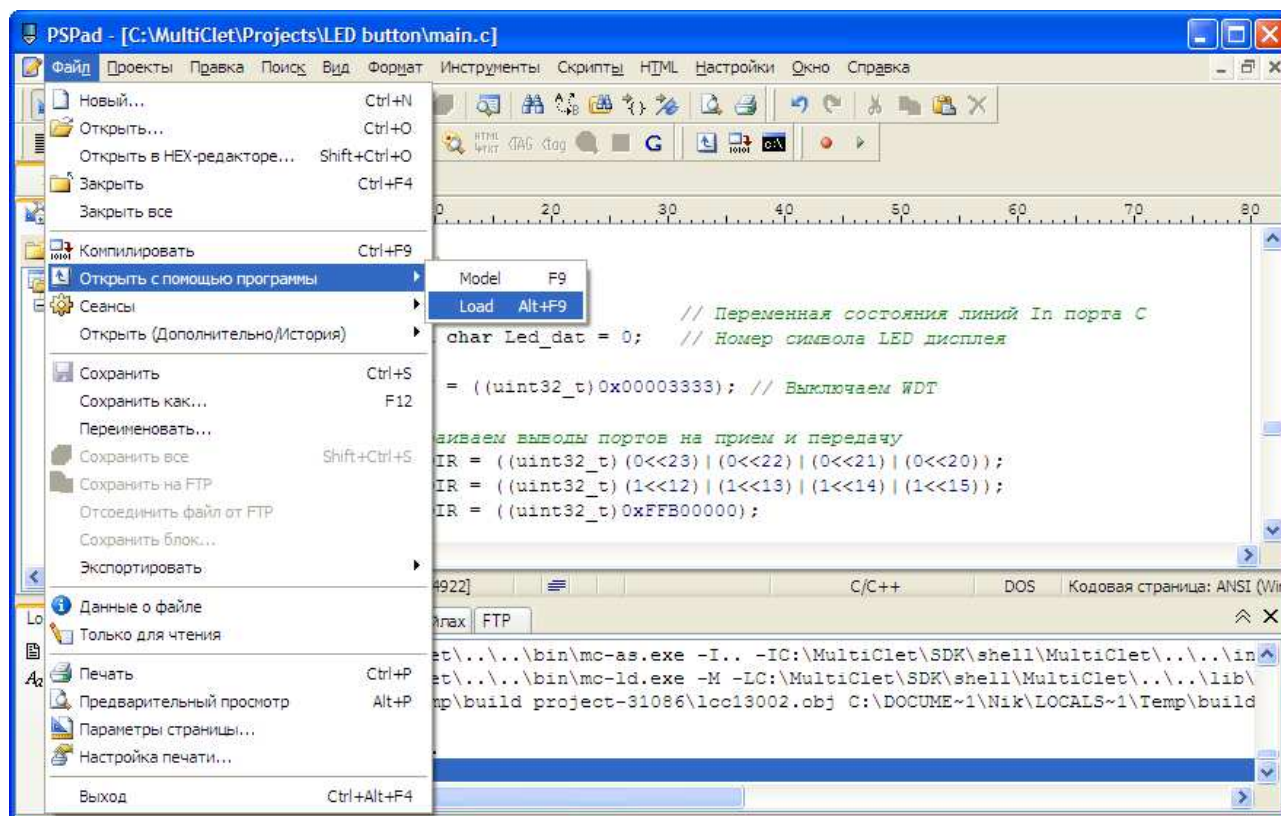 PSPad - [C:\MultiClet\Projects\LED button\main.c]
Файл Проекты Правка Поиск Вид Формат Инструменты Скрипты HTML Настройки Окно Справка
Новый... Ctrl+N
Открыть... Ctrl+O
Открыть в HEX-редакторе... Shift+Ctrl+O
Закрыть Ctrl+F4
Закрыть все
Компилировать Ctrl+F9
Открыть с помощью программы
Сеансы
Открыть (Дополнительно/История)
Сохранить Ctrl+S
Сохранить как... F12
Переименовать...
Сохранить все Shift+Ctrl+S
Сохранить на FTP
Отсоединить файл от FTP
Сохранить блок...
Экспортировать
Данные о файле
Только для чтения
Печать Ctrl+P
Предварительный просмотр Alt+P
Параметры страницы...
Настройка печати...
Выход Ctrl+Alt+F4
Model F9
Load Alt+F9
20 30 40 50 60 70 80
// Переменная состояния линий In порта C
char Led_dat = 0; // Номер символа LED дисплея
= ((uint32_t)0x00003333); // Выключаем WDT
аиваем выводы портов на прием и передачу
IR = ((uint32_t)(0<<23)|(0<<22)|(0<<21)|(0<<20));
IR = ((uint32_t)(1<<12)|(1<<13)|(1<<14)|(1<<15));
IR = ((uint32_t)0xFFB00000);
4922] C/C++ DOS Кодовая страница: ANSI (Wi
Lo йлах FTP
et\..\..\bin\mc-as.exe -I.. -IC:\MultiClet\SDK\shell\MultiClet\..\..\in
et\..\..\bin\mc-ld.exe -M -LC:\MultiClet\SDK\shell\MultiClet\..\..\lib\
mp\build project-31086\lcc13002.obj C:\DOCUME~1\Nik\LOCALS~1\Temp\build